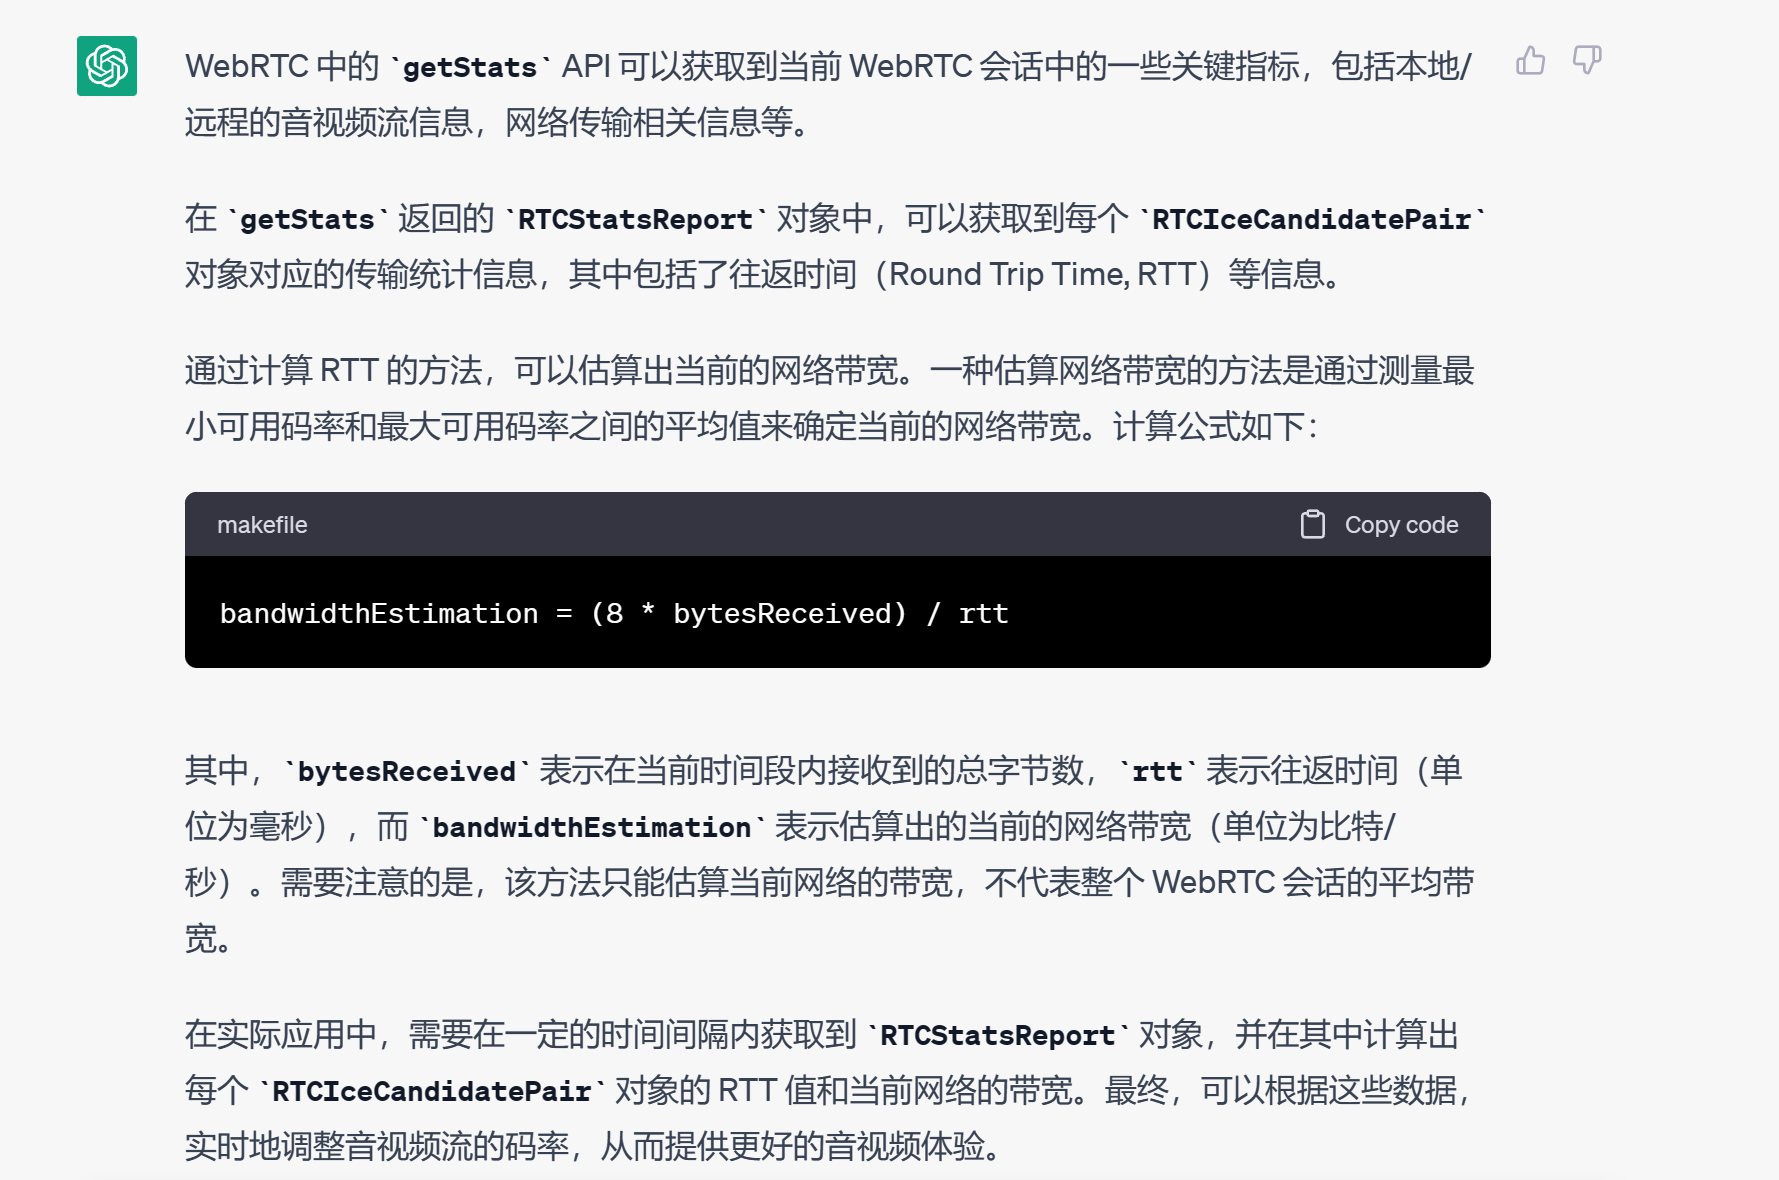 WebRTC 中的 `getStats` API 可以获取到当前 WebRTC 会话中的一些关键指标，包括本地/
远程的音视频流信息，网络传输相关信息等。
在 `getStats` 返回的 `RTCStatsReport` 对象中，可以获取到每个 `RTCIceCandidatePair`
对象对应的传输统计信息，其中包括了往返时间（Round Trip Time, RTT）等信息。
通过计算 RTT 的方法，可以估算出当前的网络带宽。一种估算网络带宽的方法是通过测量最
小可用码率和最大可用码率之间的平均值来确定当前的网络带宽。计算公式如下：
makefile
Copy code
bandwidthEstimation = (8 * bytesReceived) / rtt
其中，`bytesReceived` 表示在当前时间段内接收到的总字节数，`rtt` 表示往返时间（单
位为毫秒），而 `bandwidthEstimation` 表示估算出的当前的网络带宽（单位为比特/
秒）。需要注意的是，该方法只能估算当前网络的带宽，不代表整个 WebRTC 会话的平均带
宽。
在实际应用中，需要在一定的时间间隔内获取到 `RTCStatsReport` 对象，并在其中计算出
每个 `RTCIceCandidatePair` 对象的 RTT 值和当前网络的带宽。最终，可以根据这些数据，
实时地调整音视频流的码率，从而提供更好的音视频体验。